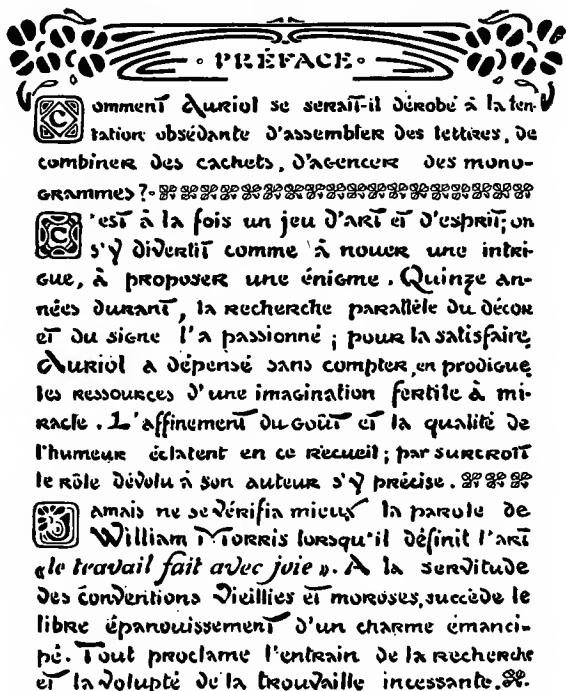 PRÉFACE
Comment Auriol se serait-il dérobé à la ten-
tation obsédante d'assembler des lettres, de
combiner des cachets, d'agencer des mono-
grammes ?
C'est à la fois un jeu d'art et d'esprit; on
s'y divertit comme à nouer une intri-
gue, à proposer une énigme. Quinze an-
nées durant, la recherche parallèle du décor
et du signe l'a passionné ; pour la satisfaire,
Auriol a dépensé sans compter, en prodigue
les ressources d'une imagination fertile à mi-
racle. L'affinement du goût et la qualité de
l'humeur éclatent en ce recueil ; par surcroît
le rôle dévolu à son auteur s'y précise.
Jamais ne se vérifia mieux la parole de
William Morris lorsqu'il définit l'art
«le travail fait avec joie». A la servitude
des conventions vieillies et moroses, succède le
libre épanouissement d'un charme émanci-
pé. Tout proclame l'entrain de la recherche
et la volupté de la trouvaille incessante.